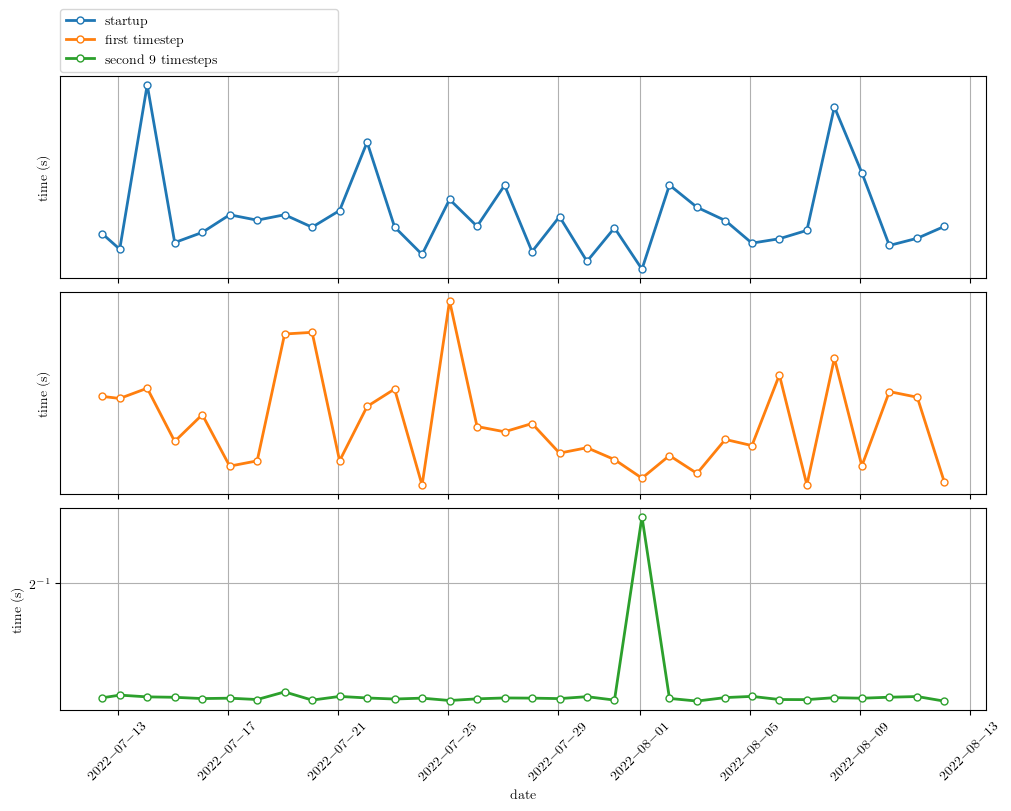 startup
first timestep
second 9 timesteps
time (s)
time (s)
time (s)
2⁻¹
2022−07−13
2022−07−17
2022−07−21
2022−07−25
2022−07−29
2022−08−01
2022−08−05
2022−08−09
2022−08−13
date